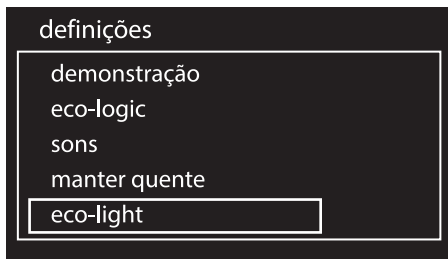 definições
demonstração
eco-logic
sons
manter quente
eco-light